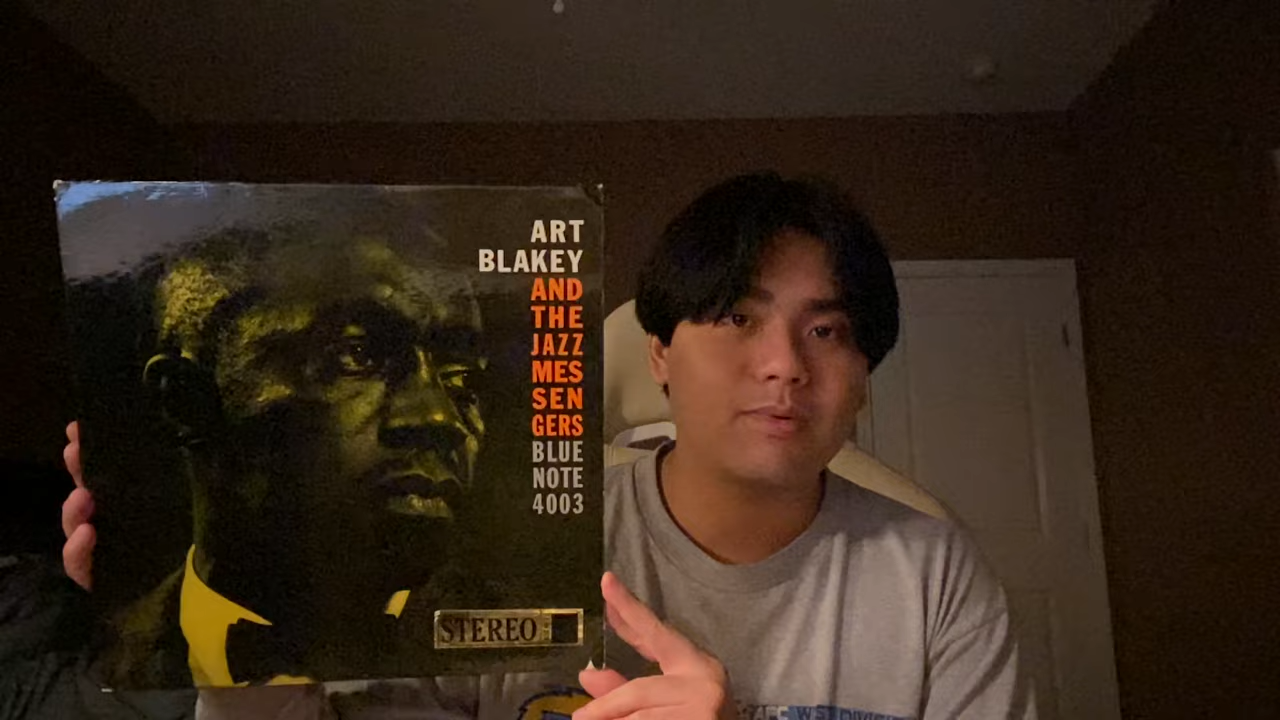 ART
BLAKEY
AND
THE
JAZZ
MES
SEN
GERS
BLUE
NOTE
4003
STEREO